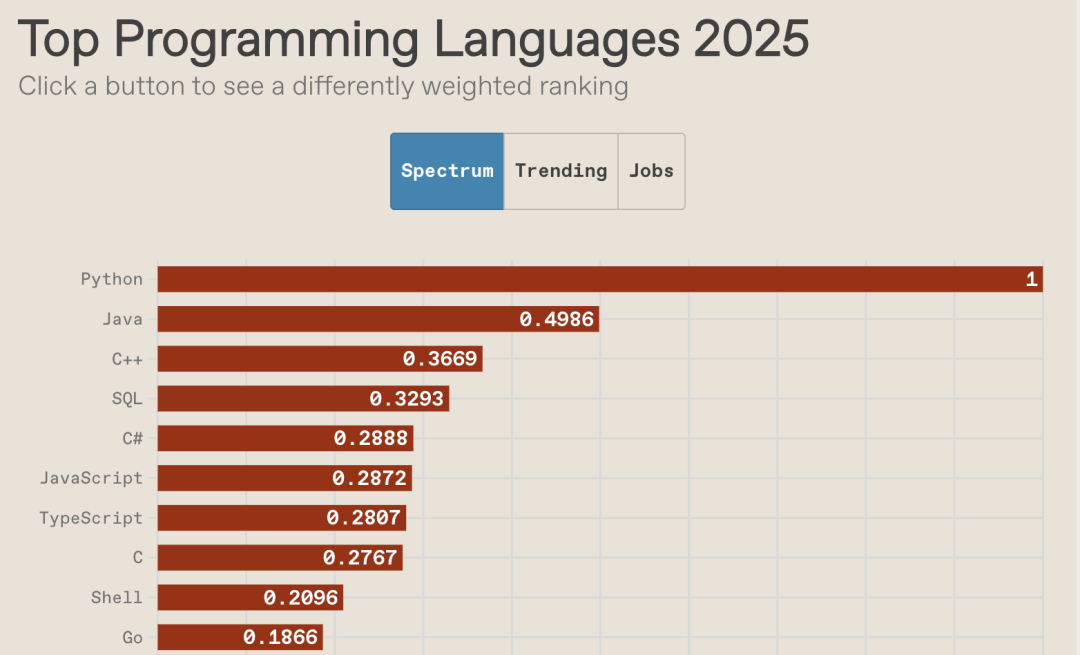 Top Programming Languages 2025
Click a button to see a differently weighted ranking
Spectrum Trending Jobs
Python 1
Java 0.4986
C++ 0.3669
SQL 0.3293
C# 0.2888
JavaScript 0.2872
TypeScript 0.2807
C 0.2767
Shell 0.2096
Go 0.1866